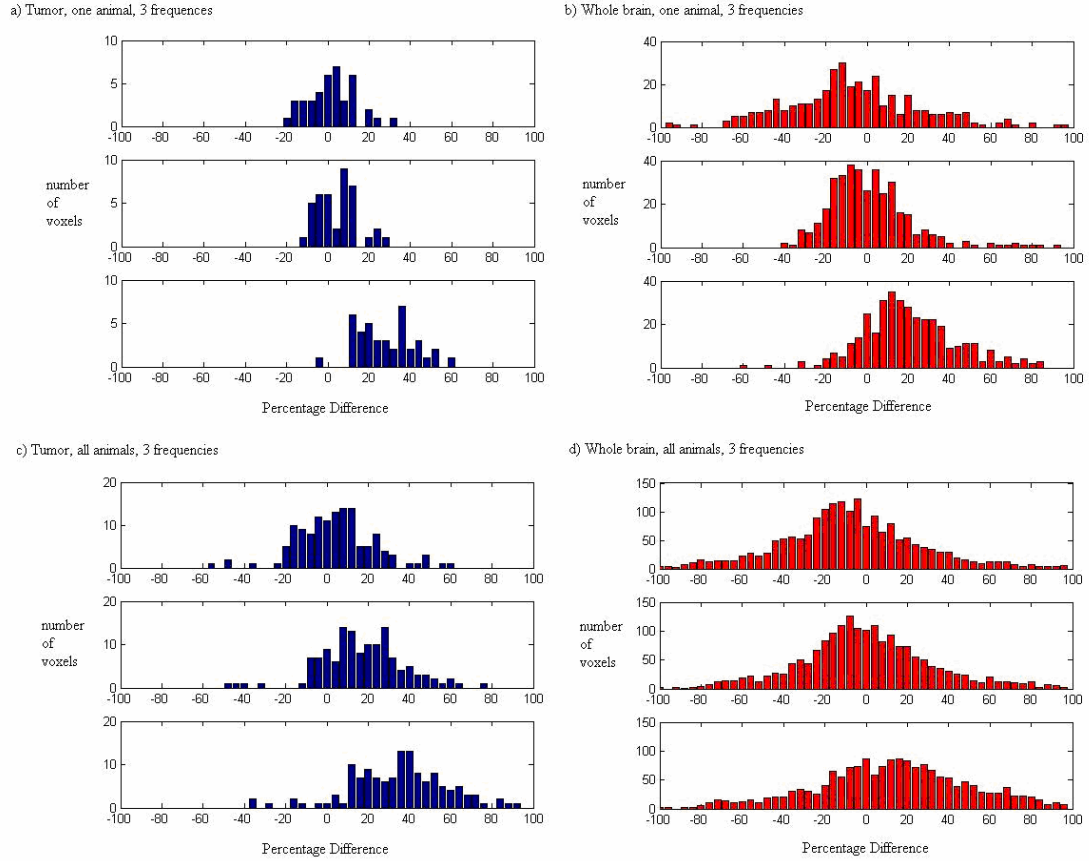 a) Tumor, one animal, 3 frequences
10
5
0
-100 -80 -60 -40 -20 0 20 40 60 80 100
number
of
voxels
10
5
0
-100 -80 -60 -40 -20 0 20 40 60 80 100
10
5
0
-100 -80 -60 -40 -20 0 20 40 60 80 100
Percentage Difference
b) Whole brain, one animal, 3 frequencies
40
20
0
-100 -80 -60 -40 -20 0 20 40 60 80 100
number
of
voxels
40
20
0
-100 -80 -60 -40 -20 0 20 40 60 80 100
40
20
0
-100 -80 -60 -40 -20 0 20 40 60 80 100
Percentage Difference
c) Tumor, all animals, 3 frequencies
20
10
0
-100 -80 -60 -40 -20 0 20 40 60 80 100
number
of
voxels
20
10
0
-100 -80 -60 -40 -20 0 20 40 60 80 100
20
10
0
-100 -80 -60 -40 -20 0 20 40 60 80 100
Percentage Difference
d) Whole brain, all animals, 3 frequencies
150
100
50
0
-100 -80 -60 -40 -20 0 20 40 60 80 100
number
of
voxels
150
100
50
0
-100 -80 -60 -40 -20 0 20 40 60 80 100
150
100
50
0
-100 -80 -60 -40 -20 0 20 40 60 80 100
Percentage Difference